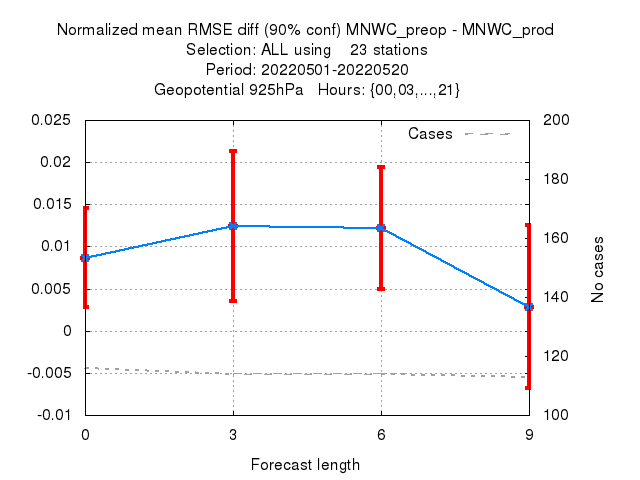 Normalized mean RMSE diff (90% conf) MNWC_preop - MNWC_prod
Selection: ALL using    23 stations
Period: 20220501-20220520
Geopotential 925hPa   Hours: {00,03,...,21}
Cases
0.025
0.02
0.015
0.01
0.005
0
-0.005
-0.01
200
180
160
140
120
100
No cases
0 3 6 9
Forecast length